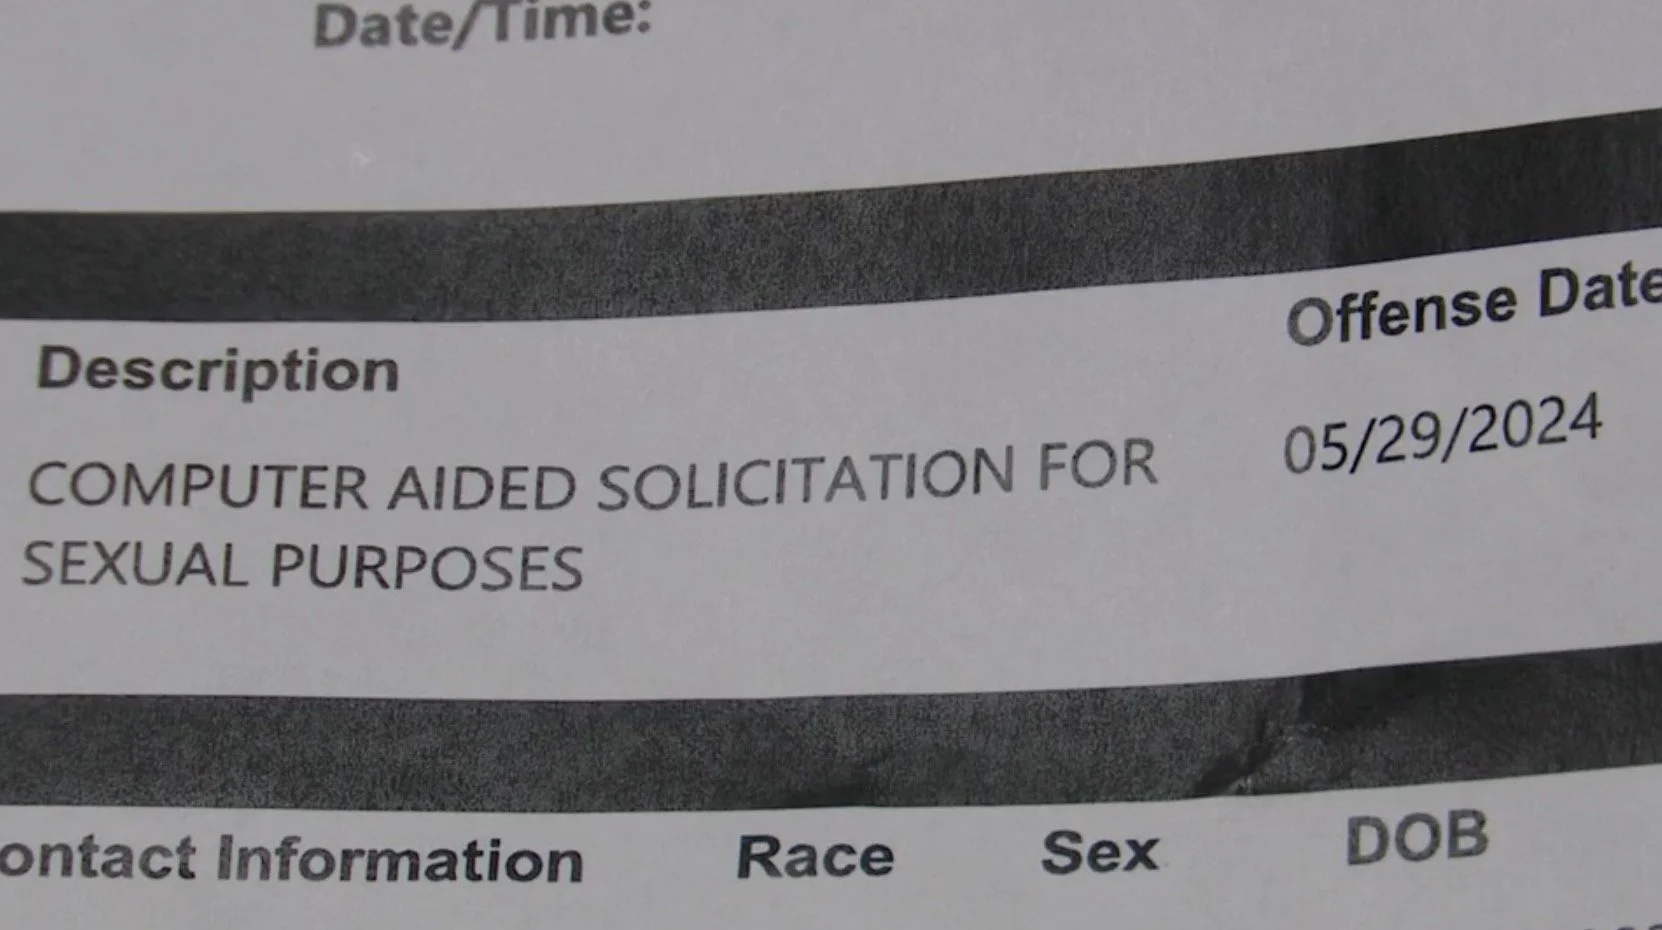 Date/Time:
Description
Offense Date
COMPUTER AIDED SOLICITATION FOR
05/29/2024
SEXUAL PURPOSES
ontact Information
Race
Sex
DOB